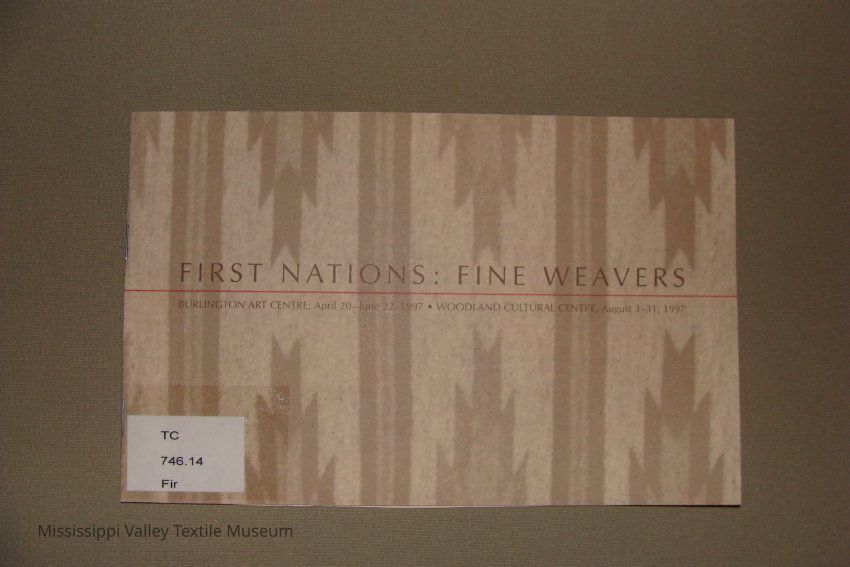 FIRST NATIONS: FINE WEAVERS
BURLINGTON ART CENTRE, April 20–June 22, 1997 • WOODLAND CULTURAL CENTRE, August 3–31, 1997
TC
746.14
Fir
Mississippi Valley Textile Museum